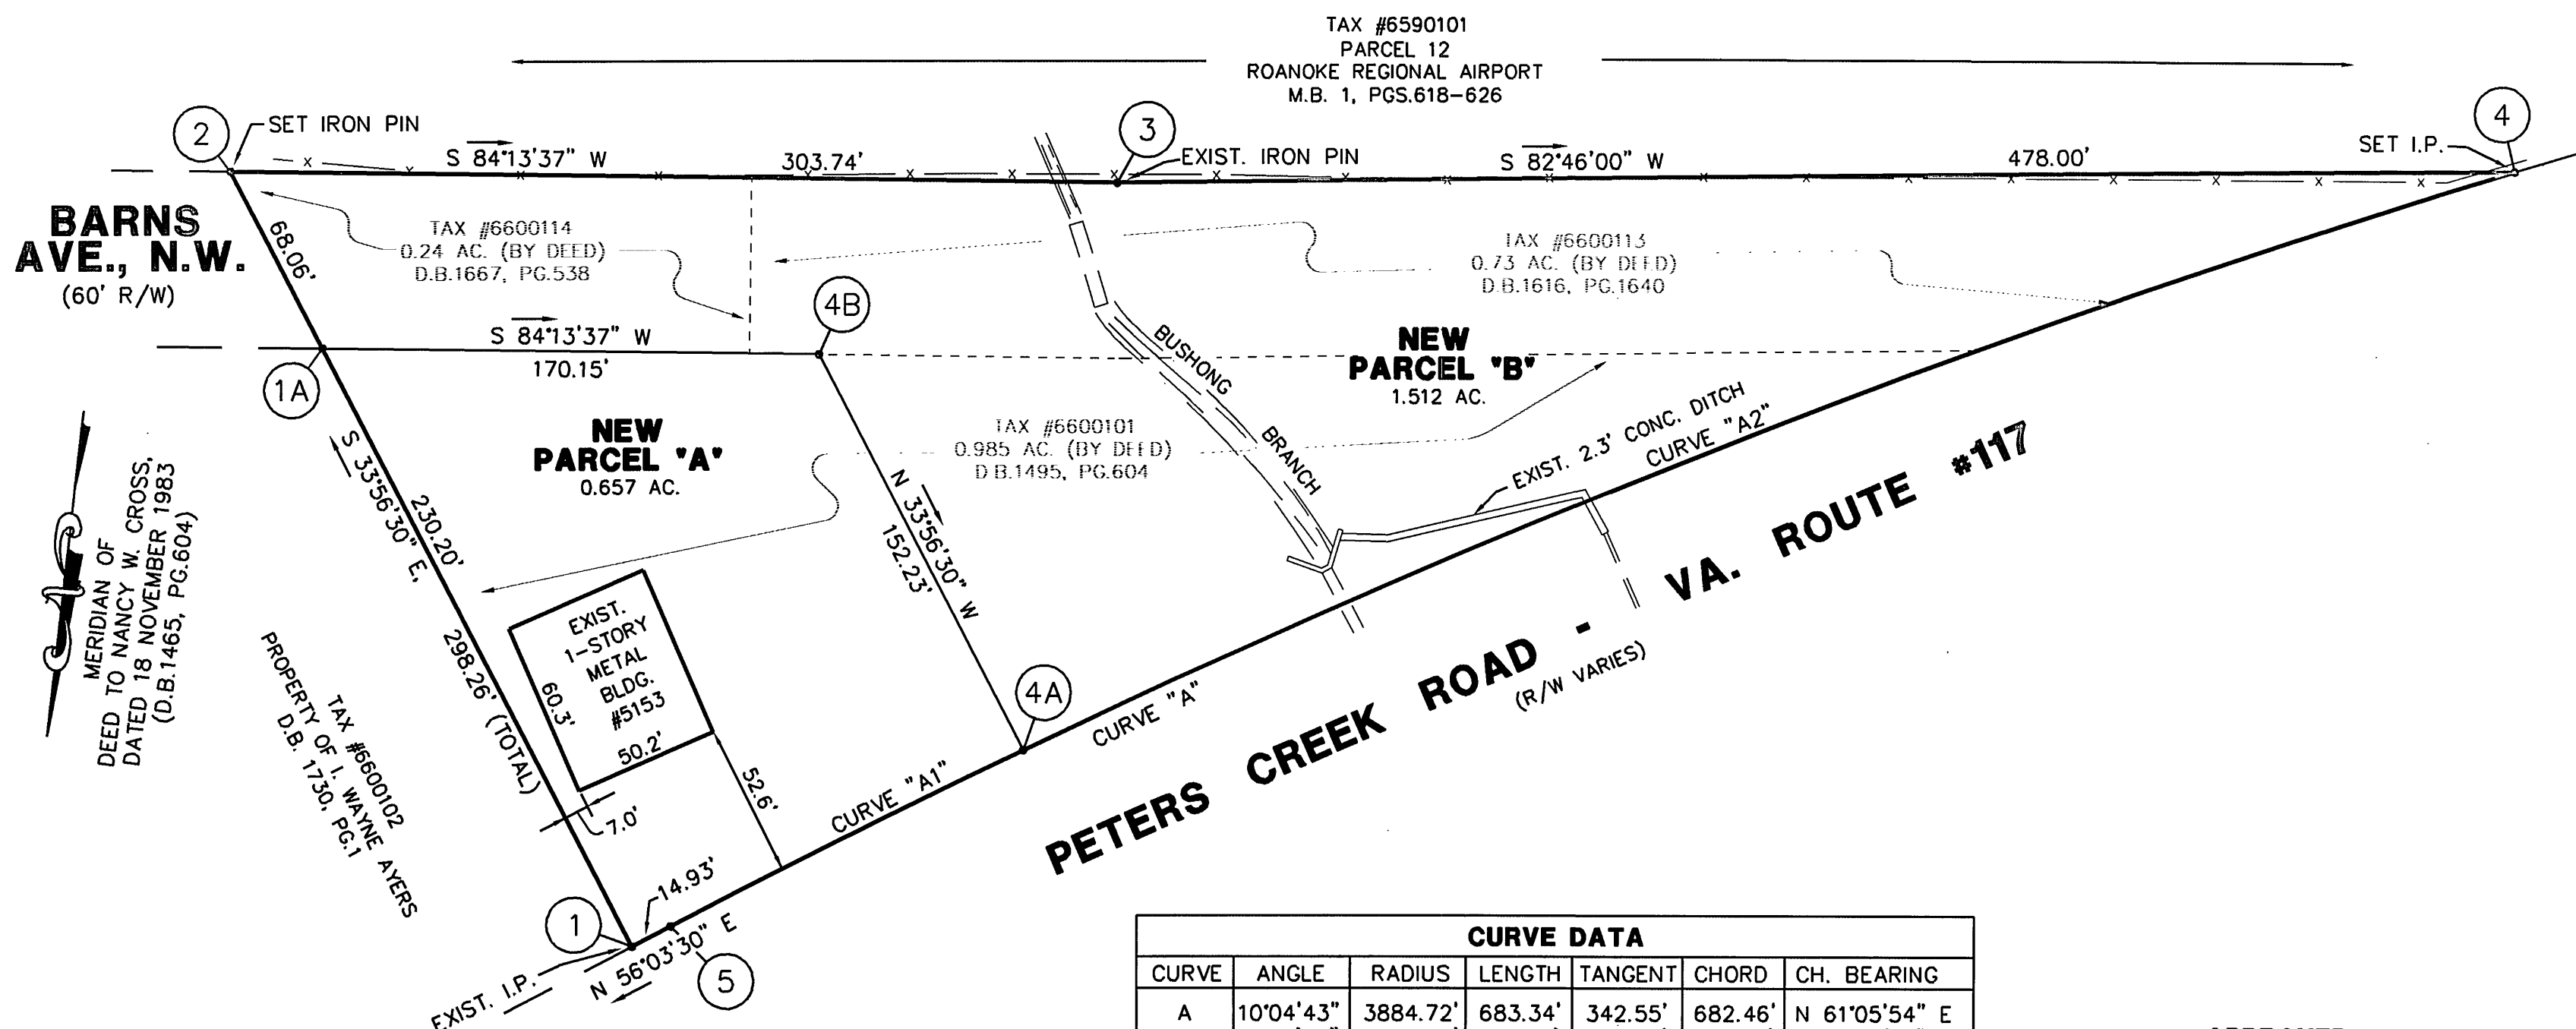 TAX #6590101
PARCEL 12
ROANOKE REGIONAL AIRPORT
M.B. 1, PGS.618-626
2
SET IRON PIN
S 84°13'37" W
303.74'
3
EXIST. IRON PIN
S 82°46'00" W
478.00'
SET I.P.
4
BARNS
AVE., N.W.
(60' R/W)
68.06'
TAX #6600114
0.24 AC. (BY DEED)
D.B.1667, PG.538
TAX #6600113
0.73 AC. (BY DEED)
D.B.1616, PG.1640
4B
S 84°13'37" W
170.15'
1A
BUSHONG
BRANCH
NEW
PARCEL "B"
1.512 AC.
NEW
PARCEL "A"
0.657 AC.
TAX #6600101
0.985 AC. (BY DEED)
D.B.1495, PG.604
EXIST. 2.3' CONC. DITCH
CURVE "A2"
MERIDIAN OF
DEED TO NANCY W. CROSS,
DATED 18 NOVEMBER 1983
(D.B.1465, PG.604)
S 33°56'30" E,
230.20'
298.26' (TOTAL)
N 33°56'30" W
152.23'
EXIST.
1-STORY
METAL
BLDG.
#5153
60.3'
50.2'
52.6'
7.0'
TAX #6600102
PROPERTY OF I. WAYNE AYERS
D.B. 1730, PG.1
4A
CURVE "A"
CURVE "A1"
PETERS CREEK ROAD - VA. ROUTE #117
(R/W VARIES)
14.93'
1
5
N 56°03'30" E
EXIST. I.P.
CURVE DATA
CURVE ANGLE RADIUS LENGTH TANGENT CHORD CH. BEARING
A 10°04'43" 3884.72' 683.34' 342.55' 682.46' N 61°05'54" E